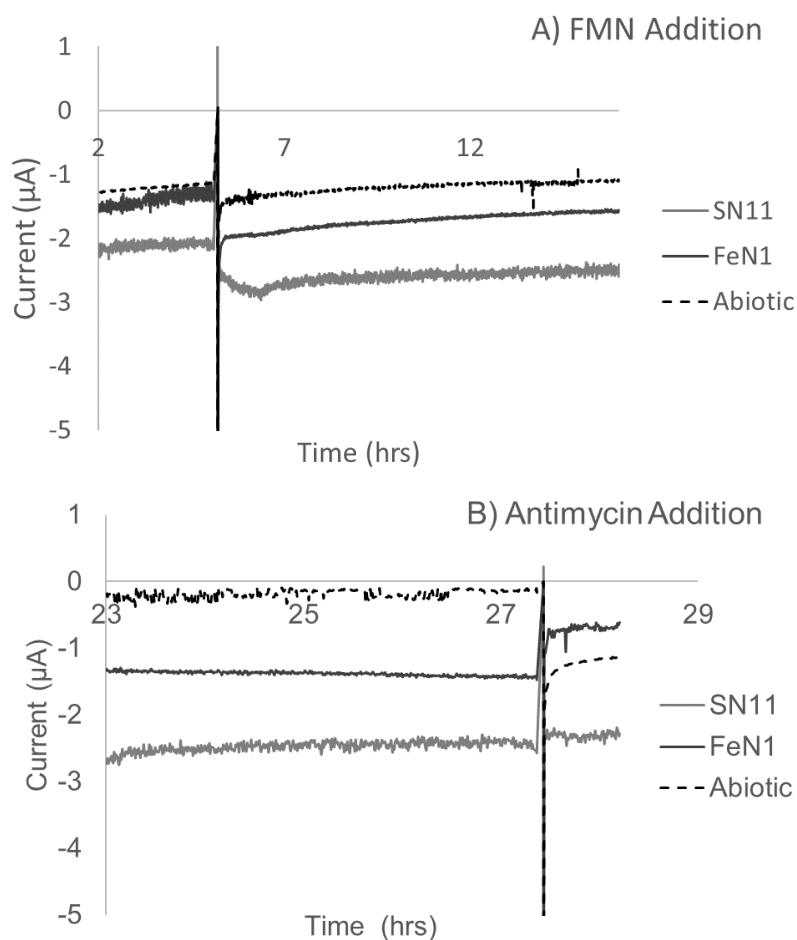 A) FMN Addition
1
0
2 7 12
-1
-2
-3
-4
-5
Current (µA)
Time (hrs)
SN11
FeN1
Abiotic
B) Antimycin Addition
1
0
23 25 27 29
-1
-2
-3
-4
-5
Current (µA)
Time (hrs)
SN11
FeN1
Abiotic